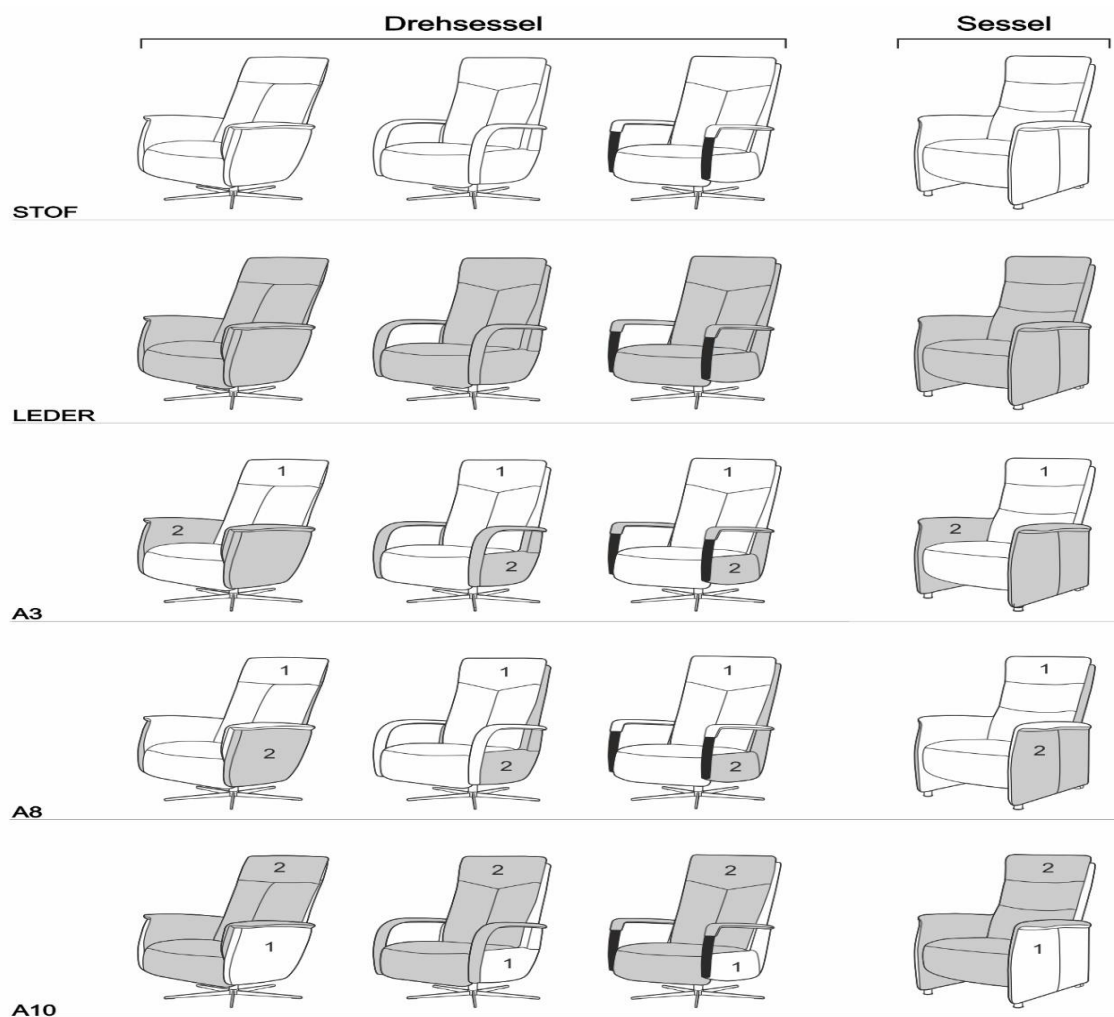 Drehsessel Sessel
STOF
LEDER
1 1 1 1
2 2 2 2
A3
1 1 1 1
2 2 2 2
A8
2 2 2 2
1 1 1 1
A10